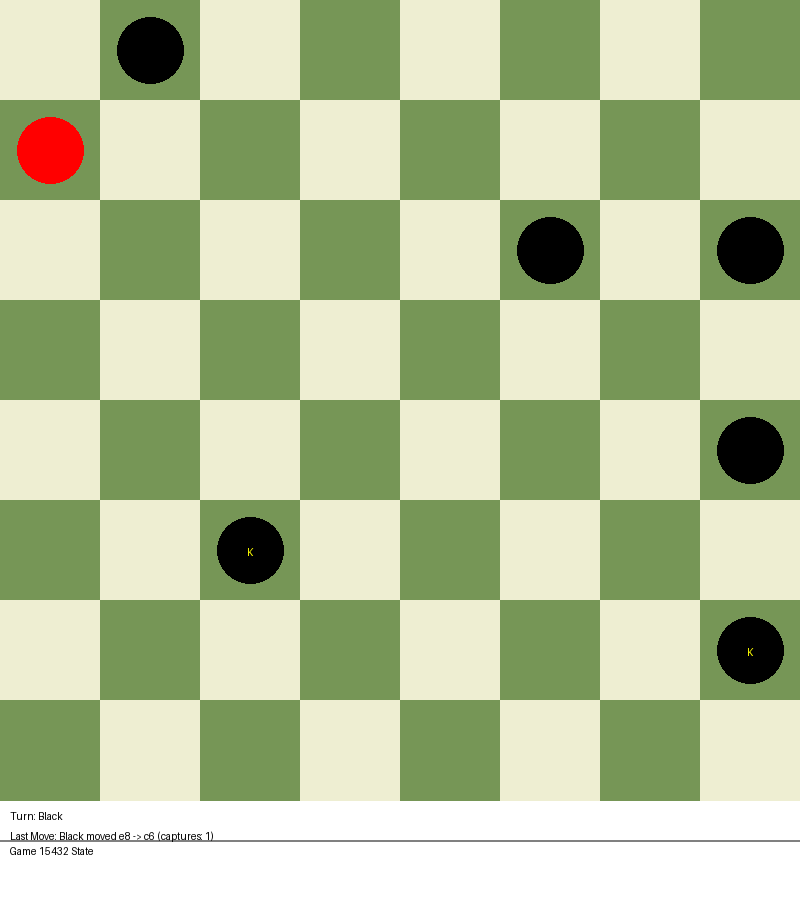 K
K
Turn: Black
Last Move: Black moved e8 -> c6 (captures: 1)
Game 15432 State